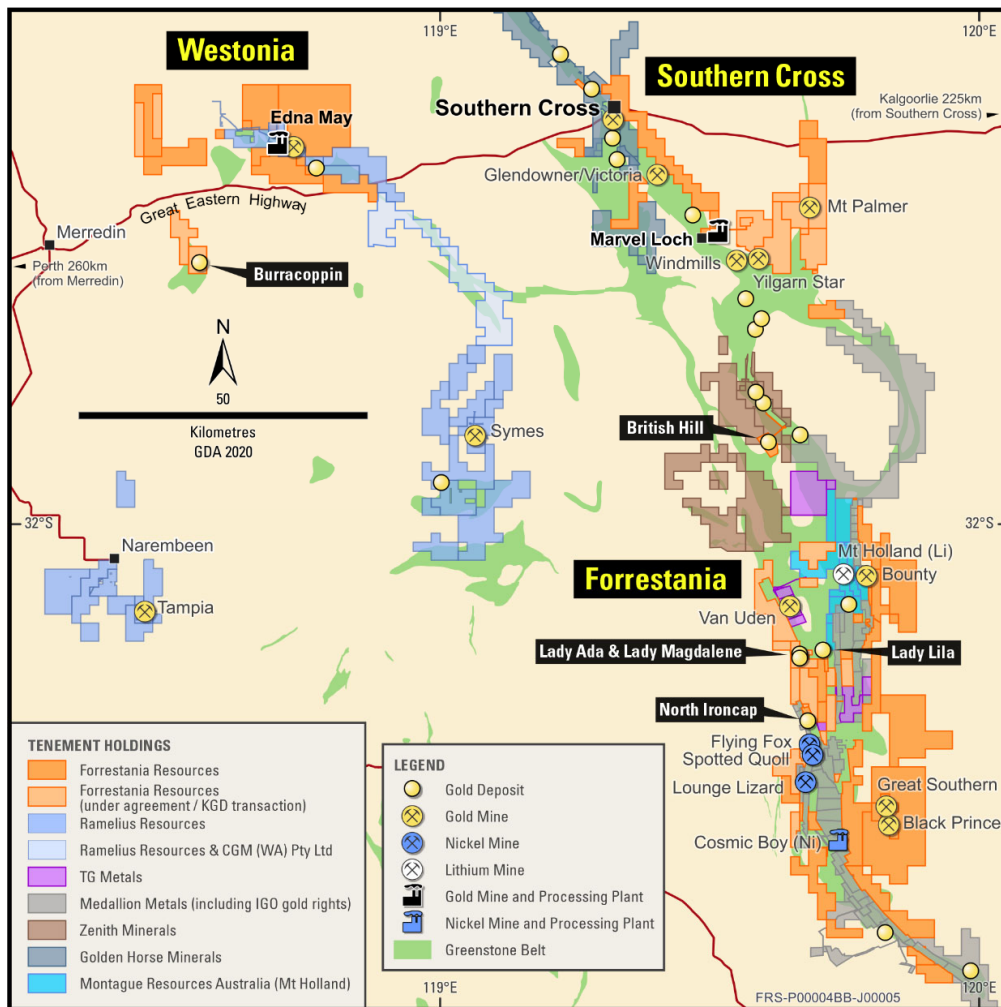 119°E
120°E
Westonia
Southern Cross
Southern Cross
Kalgoorlie 225km
(from Southern Cross)
Edna May
Glendowner/Victoria
Mt Palmer
Great Eastern Highway
Merredin
Marvel Loch
Windmills
Perth 260km
(from Merredin)
Burracoppin
Yilgarn Star
N
50
Kilometres
GDA 2020
Symes
British Hill
32°S
32°S
Narembeen
Mt Holland (Li)
Forrestania
Bounty
Tampia
Van Uden
Lady Ada & Lady Magdalene
Lady Lila
North Ironcap
Flying Fox
Spotted Quoll
Lounge Lizard
Great Southern
Black Prince
Cosmic Boy (Ni)
TENEMENT HOLDINGS
Forrestania Resources
Forrestania Resources
(under agreement / KGD transaction)
Ramelius Resources
Ramelius Resources & CGM (WA) Pty Ltd
TG Metals
Medallion Metals (including IGO gold rights)
Zenith Minerals
Golden Horse Minerals
Montague Resources Australia (Mt Holland)
LEGEND
Gold Deposit
Gold Mine
Nickel Mine
Lithium Mine
Gold Mine and Processing Plant
Nickel Mine and Processing Plant
Greenstone Belt
119°E
FRS-P00004BB-J00005
120°E